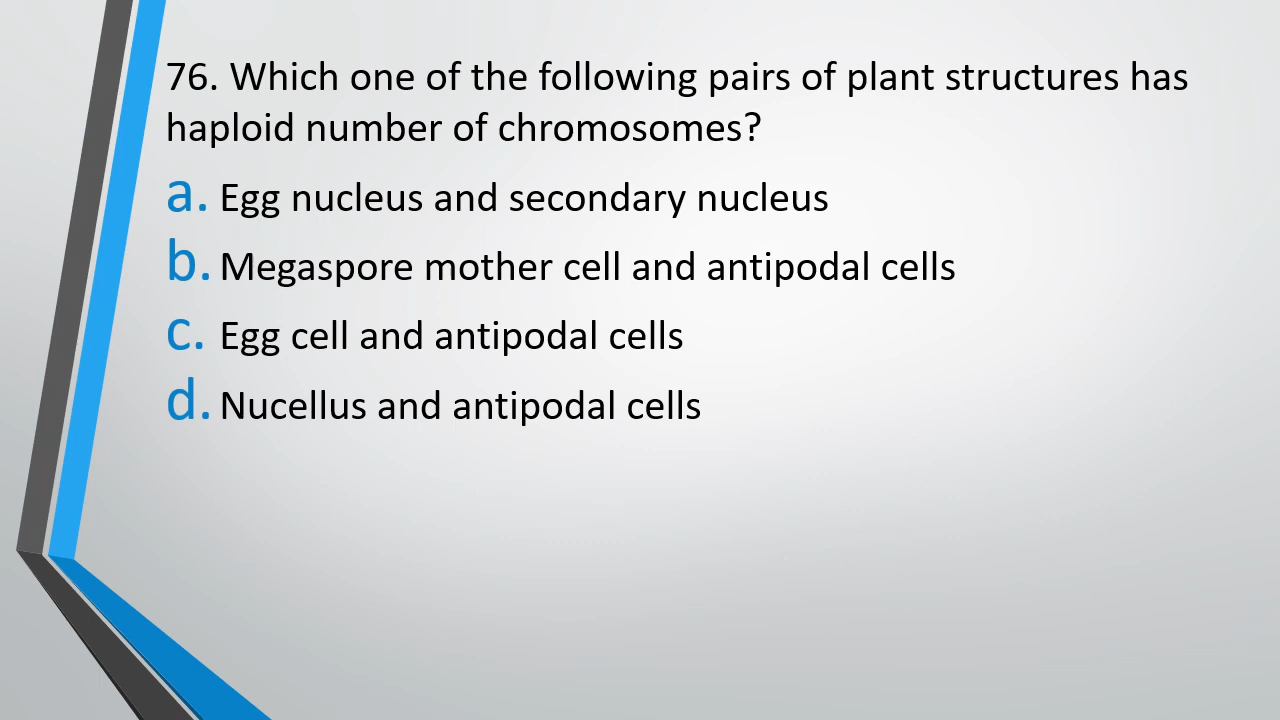 76. Which one of the following pairs of plant structures has
haploid number of chromosomes?
a. Egg nucleus and secondary nucleus
b. Megaspore mother cell and antipodal cells
c. Egg cell and antipodal cells
d. Nucellus and antipodal cells